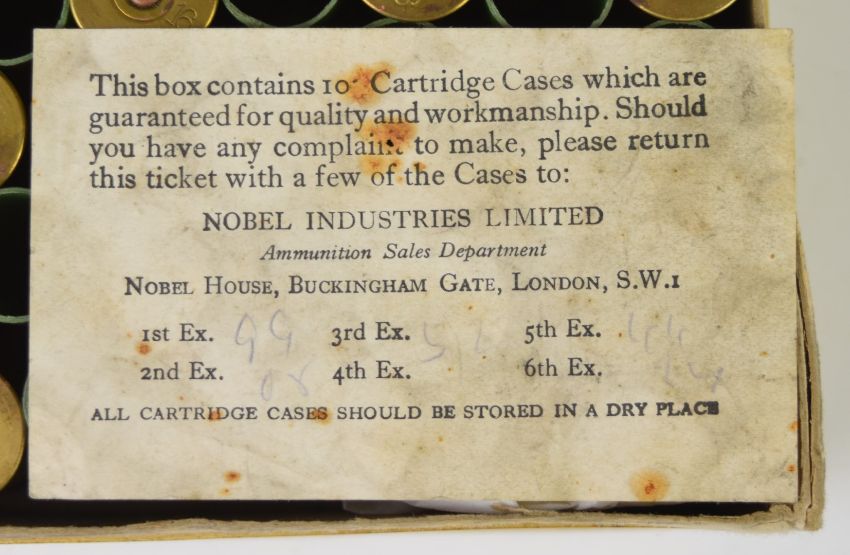 This box contains 10 Cartridge Cases which are
guaranteed for quality and workmanship. Should
you have any complaint to make, please return
this ticket with a few of the Cases to:
NOBEL INDUSTRIES LIMITED
Ammunition Sales Department
NOBEL HOUSE, BUCKINGHAM GATE, LONDON, S.W.1
1st Ex. 3rd Ex. 5th Ex.
2nd Ex. 4th Ex. 6th Ex.
ALL CARTRIDGE CASES SHOULD BE STORED IN A DRY PLACE